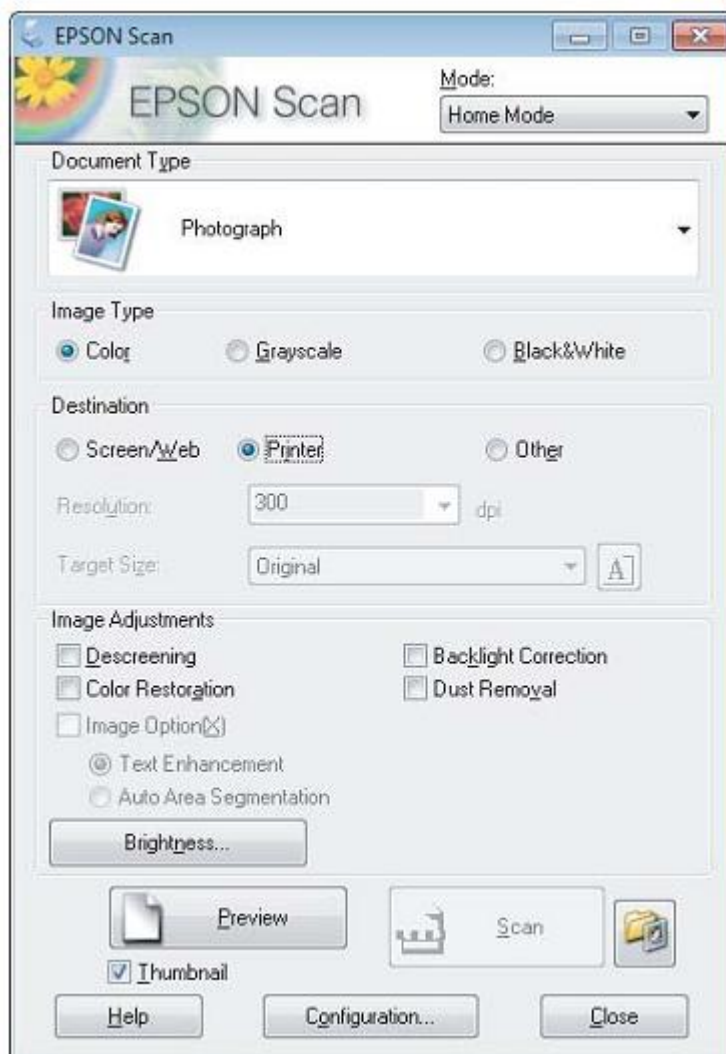 EPSON Scan
EPSON Scan
Mode:
Home Mode
Document Type
Photograph
Image Type
Color Grayscale Black&White
Destination
Screen/Web Printer Other
Resolution: 300 dpi
Target Size: Original A
Image Adjustments
Descreening Backlight Correction
Color Restoration Dust Removal
Image Option(X)
Text Enhancement
Auto Area Segmentation
Brightness...
Preview Scan
Thumbnail
Help Configuration... Close